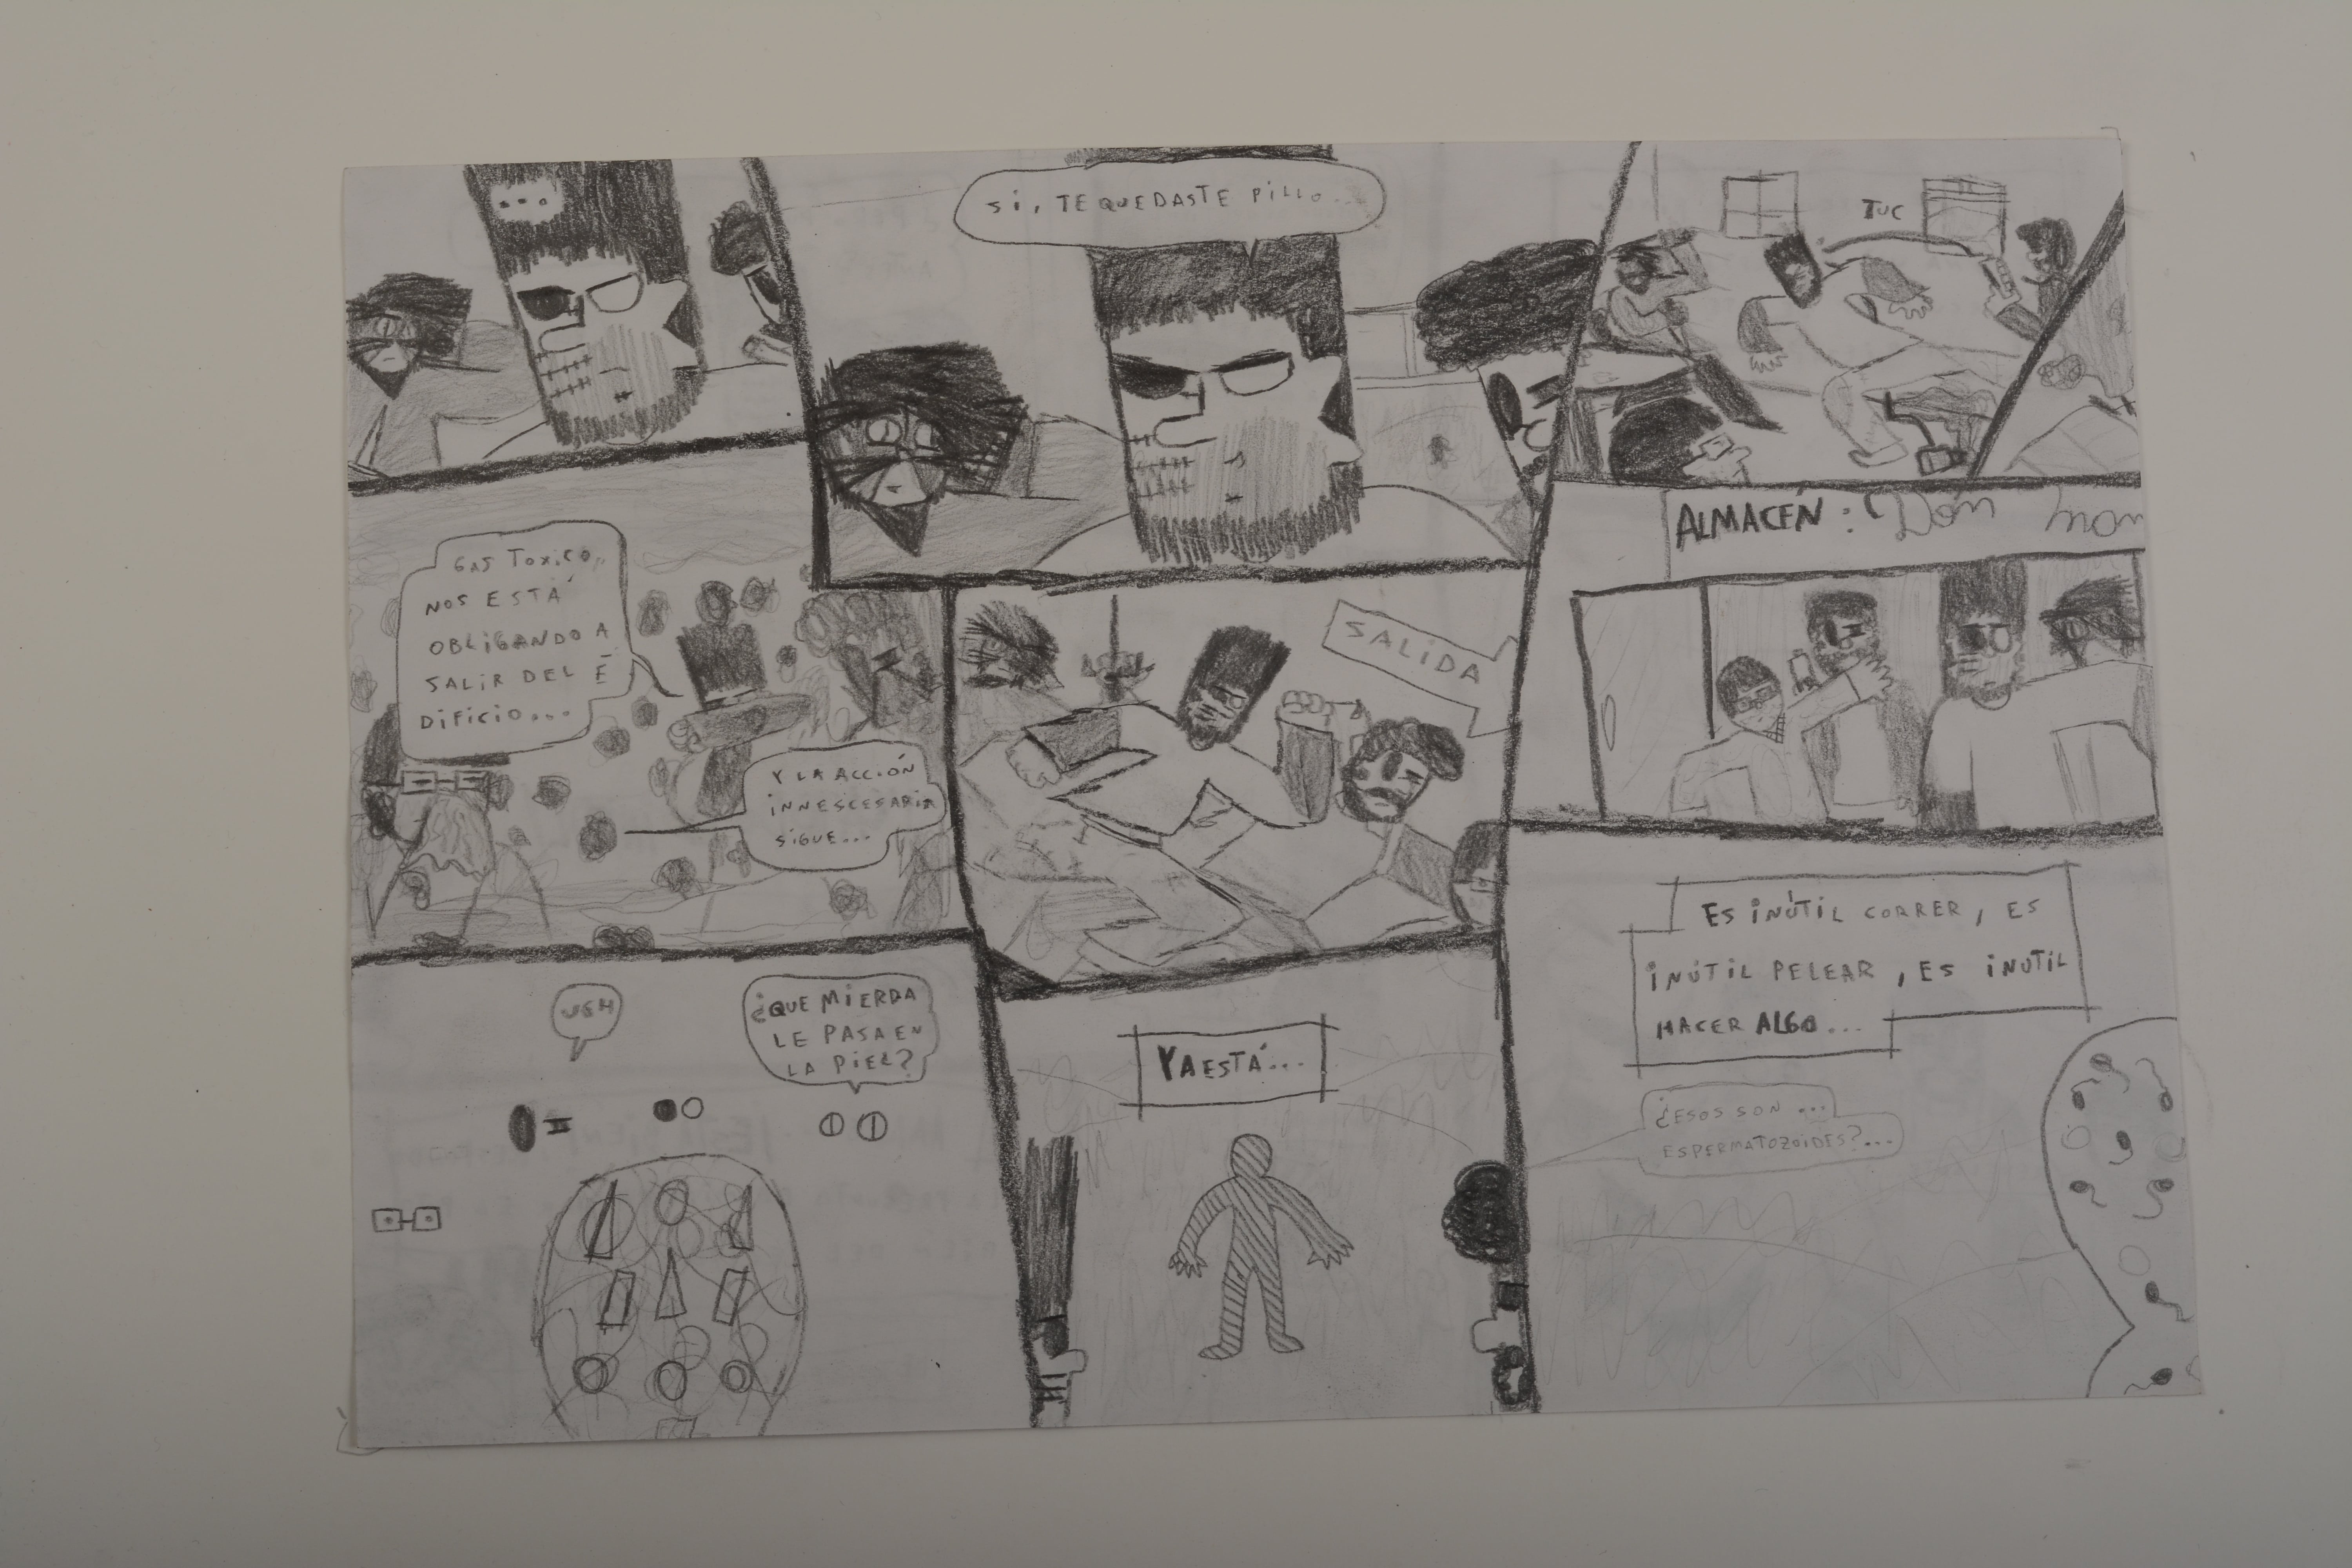 ...
SI, TE QUEDASTE PILLO...
TUC
GAS TOXICO,
NOS ESTÁ
OBLIGANDO A
SALIR DEL E
DIFICIO...
Y LA ACCIÓN
INNESCESARIA
SIGUE...
SALIDA
ALMACÉN: Don
UGH
¿QUE MIERDA
LE PASA EN
LA PIEL?
YA ESTÁ...
ES INÚTIL CORRER, ES
INÚTIL PELEAR, ES INUTIL
HACER ALGO...
¿ESOS SON...
ESPERMATOZOIDES?...